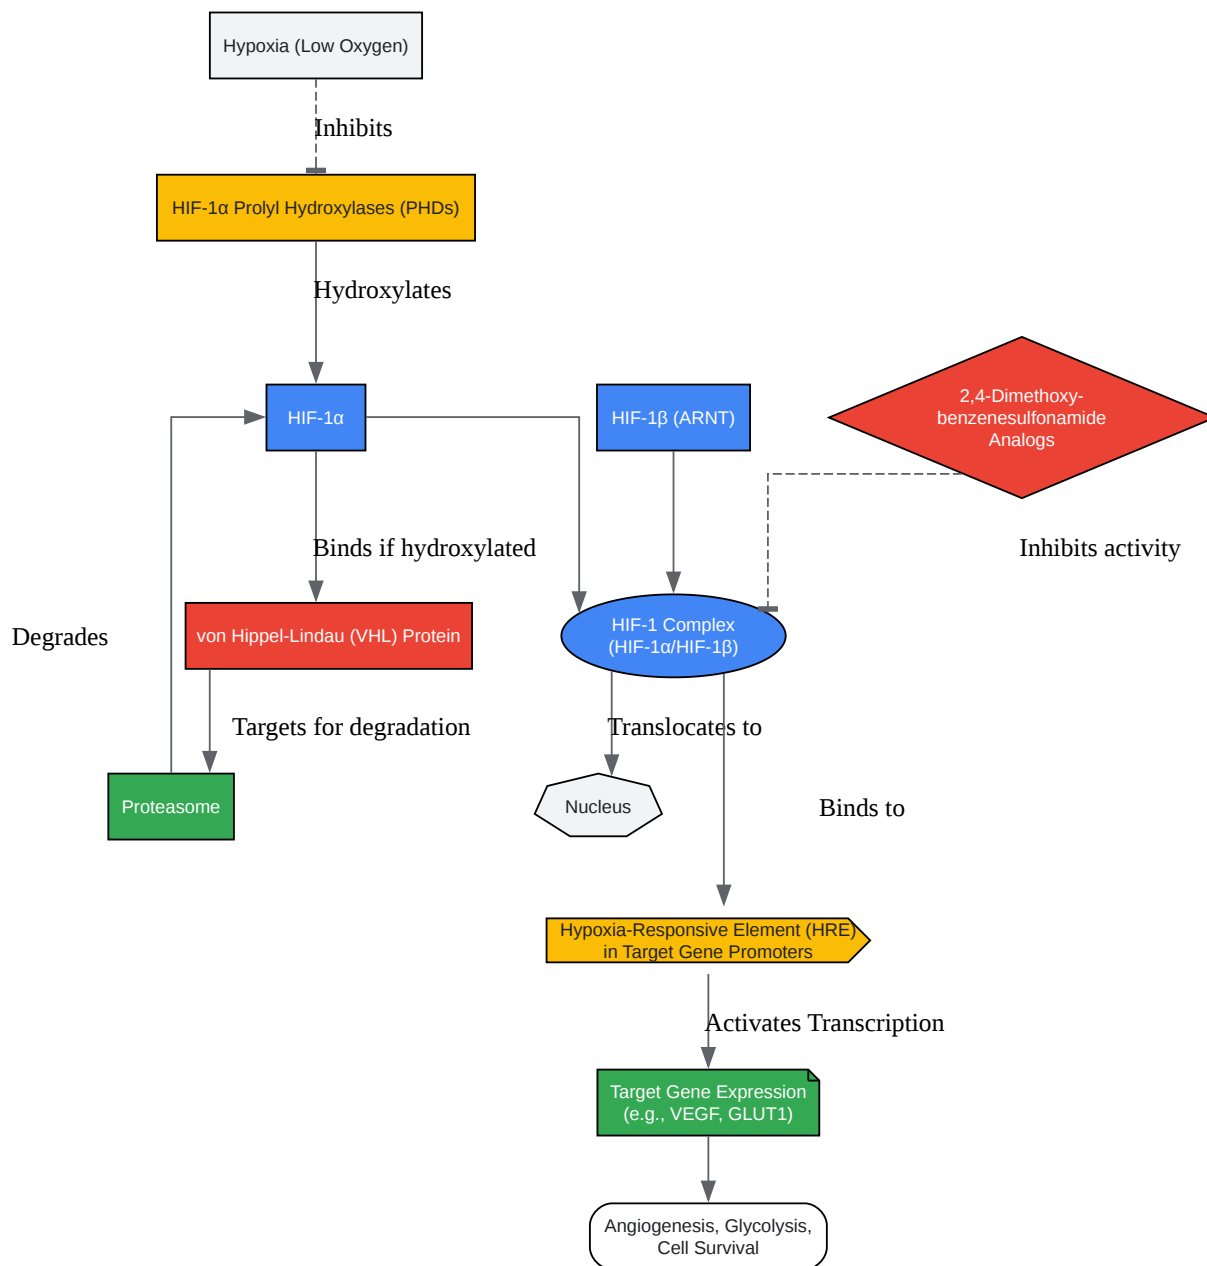 Hypoxia (Low Oxygen)
Inhibits
HIF-1α Prolyl Hydroxylases (PHDs)
Hydroxylates
HIF-1α
HIF-1β (ARNT)
2,4-Dimethoxy-
benzenesulfonamide
Analogs
Binds if hydroxylated
Inhibits activity
Degrades
von Hippel-Lindau (VHL) Protein
HIF-1 Complex
(HIF-1α/HIF-1β)
Targets for degradation
Translocates to
Proteasome
Nucleus
Binds to
Hypoxia-Responsive Element (HRE)
in Target Gene Promoters
Activates Transcription
Target Gene Expression
(e.g., VEGF, GLUT1)
Angiogenesis, Glycolysis,
Cell Survival